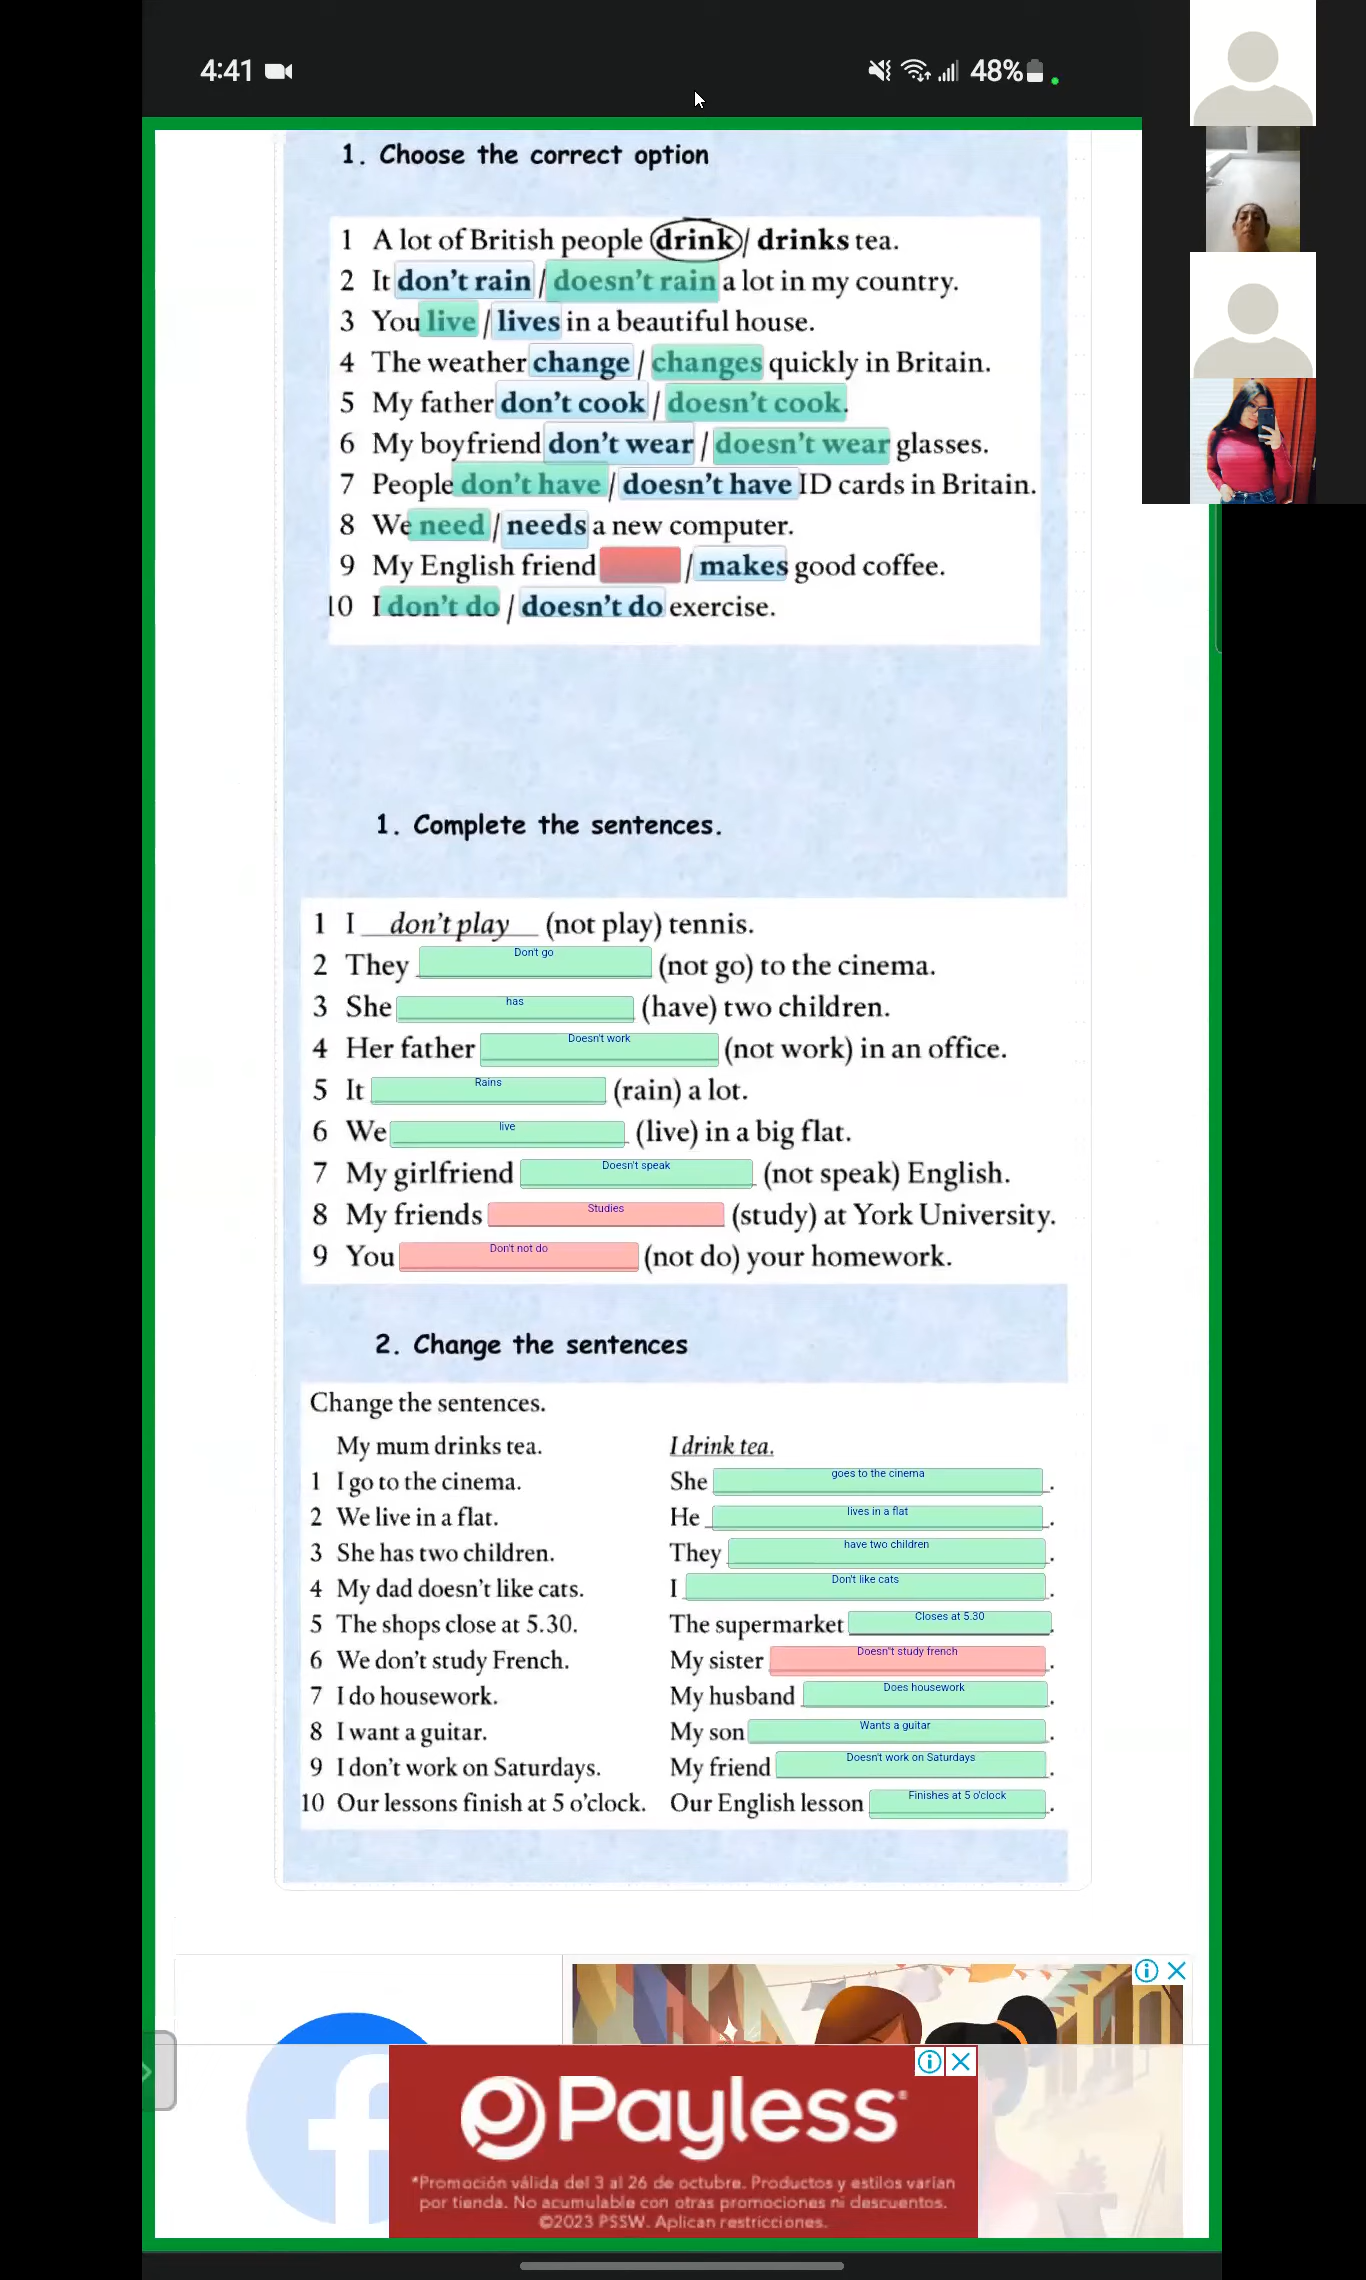 4:41 48%
1. Choose the correct option
1 A lot of British people drink / drinks tea.
2 It don't rain / doesn't rain a lot in my country.
3 You live / lives in a beautiful house.
4 The weather change / changes quickly in Britain.
5 My father don't cook / doesn't cook.
6 My boyfriend don't wear / doesn't wear glasses.
7 People don't have / doesn't have ID cards in Britain.
8 We need / needs a new computer.
9 My English friend / makes good coffee.
10 I don't do / doesn't do exercise.
1. Complete the sentences.
1 I don't play (not play) tennis.
2 They Don't go (not go) to the cinema.
3 She has (have) two children.
4 Her father Doesn't work (not work) in an office.
5 It Rains (rain) a lot.
6 We live (live) in a big flat.
7 My girlfriend Doesn't speak (not speak) English.
8 My friends Studies (study) at York University.
9 You Don't not do (not do) your homework.
2. Change the sentences
Change the sentences.
My mum drinks tea. I drink tea.
1 I go to the cinema. She goes to the cinema.
2 We live in a flat. He lives in a flat.
3 She has two children. They have two children.
4 My dad doesn't like cats. I Don't like cats.
5 The shops close at 5.30. The supermarket Closes at 5.30.
6 We don't study French. My sister Doesn't study french.
7 I do housework. My husband Does housework.
8 I want a guitar. My son Wants a guitar.
9 I don't work on Saturdays. My friend Doesn't work on Saturdays.
10 Our lessons finish at 5 o'clock. Our English lesson Finishes at 5 o'clock.
Payless
*Promoción válida del 3 al 26 de octubre. Productos y estilos varían
por tienda. No acumulable con otras promociones ni descuentos.
©2023 PSSW. Aplican restricciones.